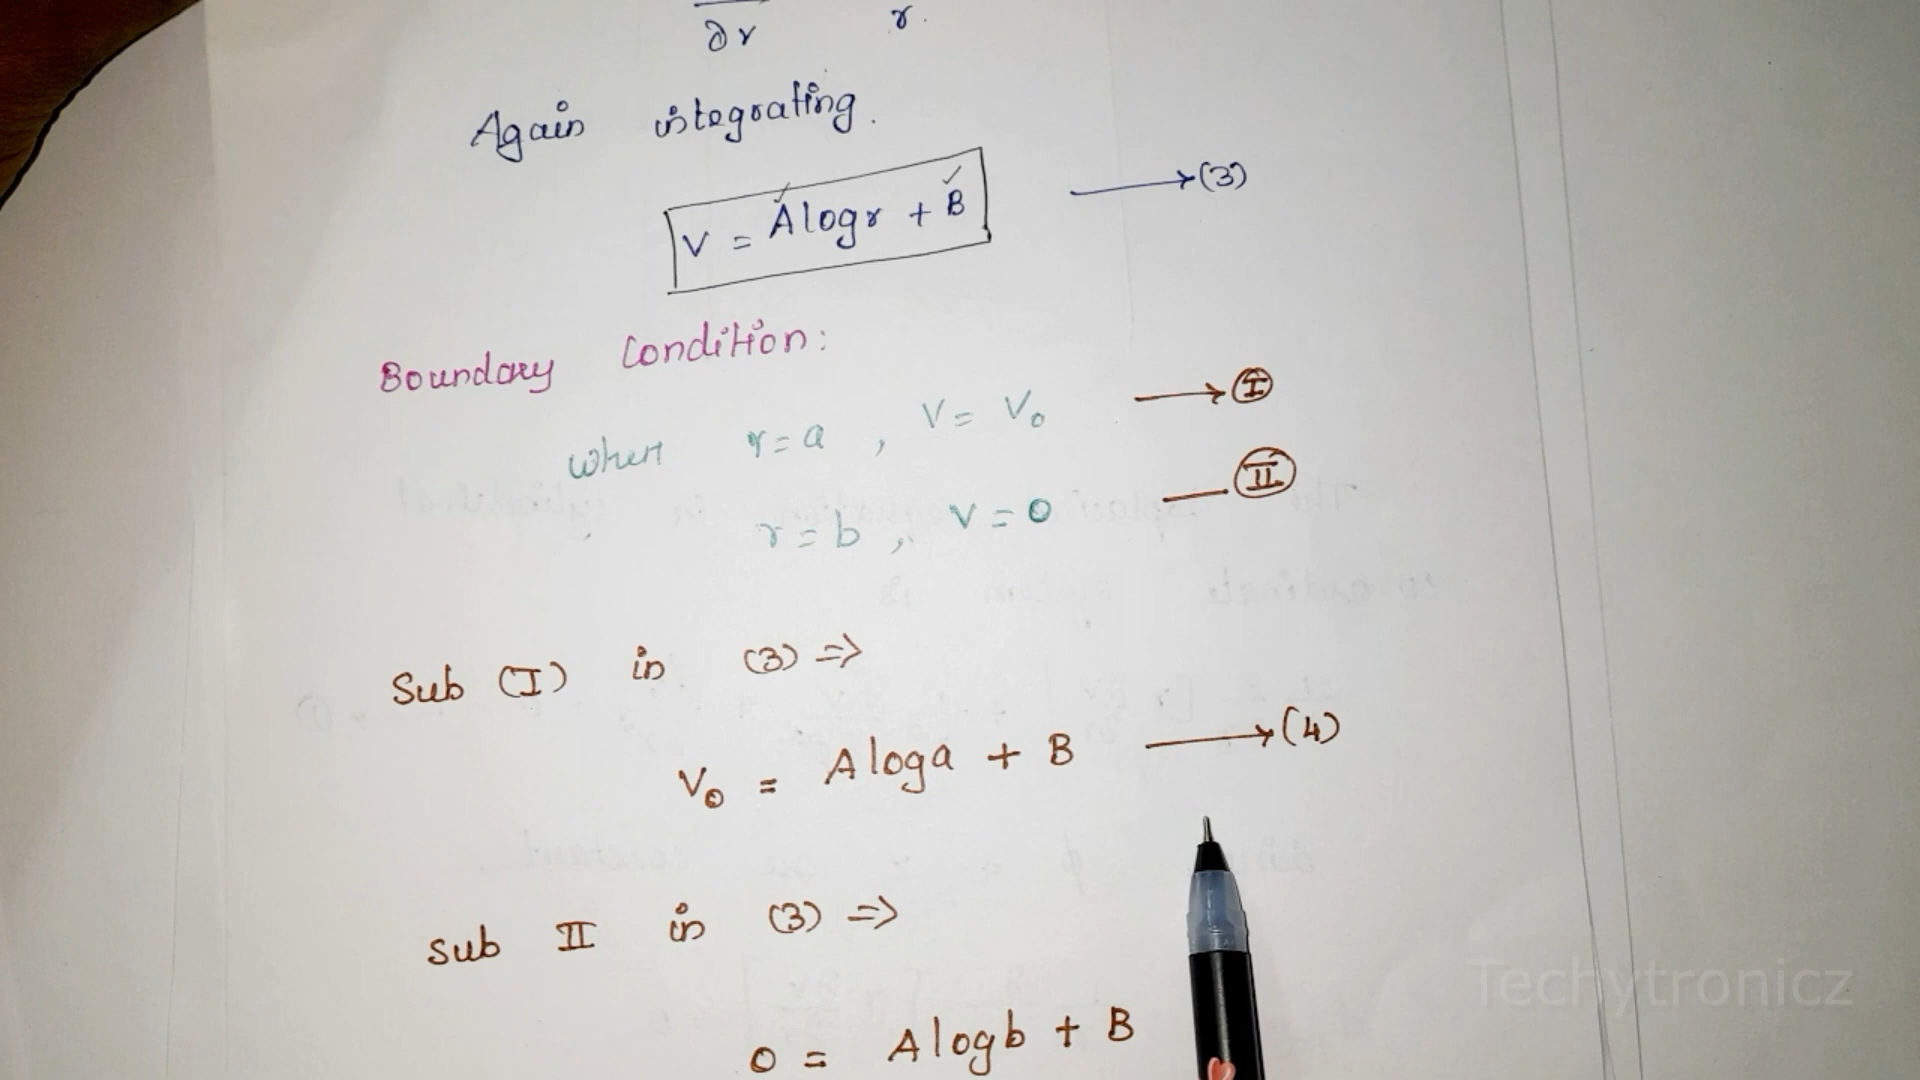 ∂r r.
Again integrating.
V = A log r + B → (3)
Boundary Condition:
when r = a , V = V₀ → Ⓘ
r = b , V = 0 — Ⅱ
Sub (I) in (3) ⇒
V₀ = A log a + B → (4)
Sub II in (3) ⇒
Techytronicz
0 = A log b + B